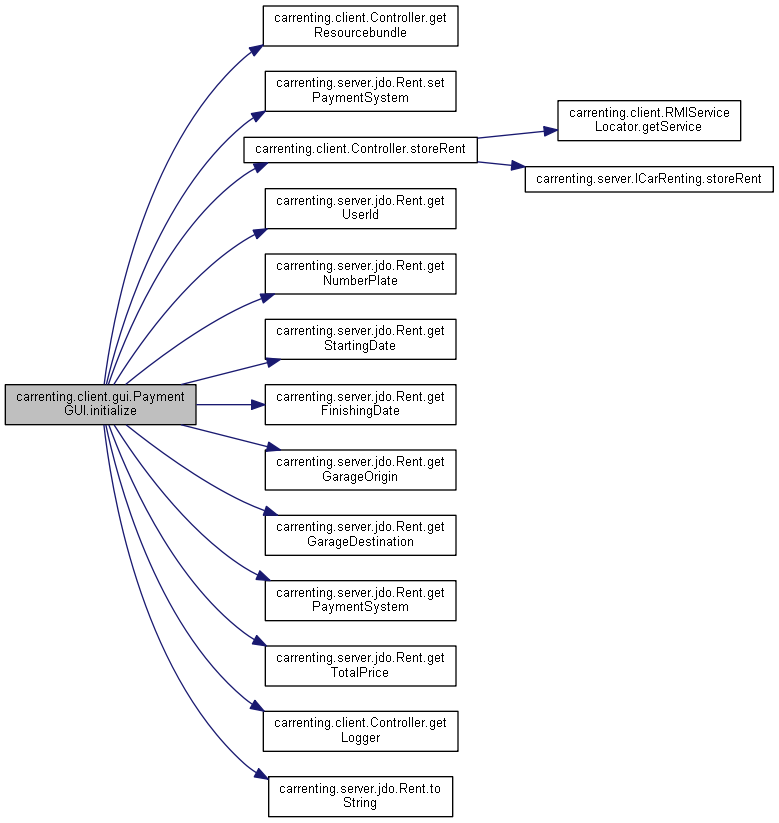 carrenting.client.Controller.get
Resourcebundle
carrenting.server.jdo.Rent.set
PaymentSystem
carrenting.client.Controller.storeRent
carrenting.client.RMIService
Locator.getService
carrenting.server.ICarRenting.storeRent
carrenting.server.jdo.Rent.get
UserId
carrenting.server.jdo.Rent.get
NumberPlate
carrenting.server.jdo.Rent.get
StartingDate
carrenting.client.gui.Payment
GUI.initialize
carrenting.server.jdo.Rent.get
FinishingDate
carrenting.server.jdo.Rent.get
GarageOrigin
carrenting.server.jdo.Rent.get
GarageDestination
carrenting.server.jdo.Rent.get
PaymentSystem
carrenting.server.jdo.Rent.get
TotalPrice
carrenting.client.Controller.get
Logger
carrenting.server.jdo.Rent.to
String